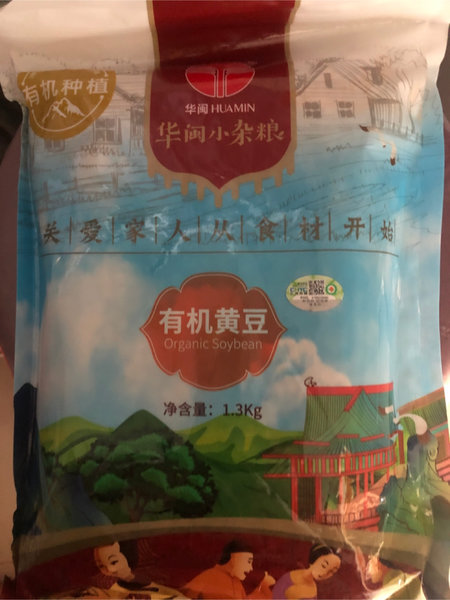 有机种植
华闽 HUAMIN
华闽小杂粮
关爱家人从食材开始
有机黄豆
Organic Soybean
净含量：1.3Kg